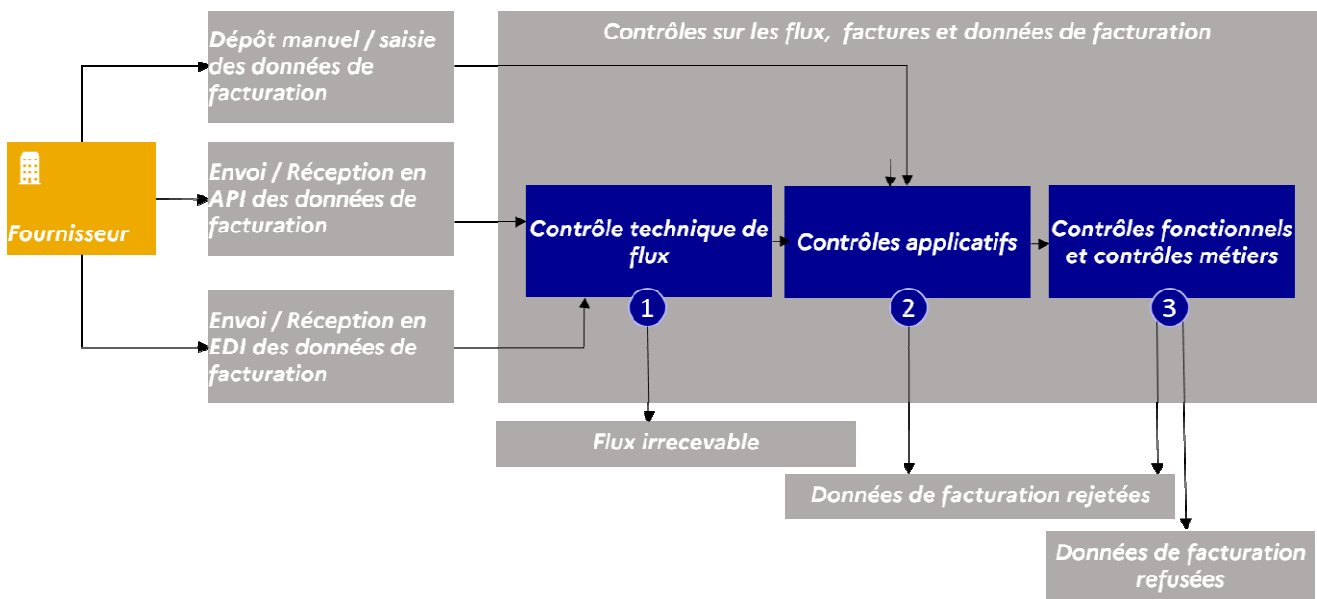 Dépôt manuel / saisie
des données de
facturation
Contrôles sur les flux, factures et données de facturation
Fournisseur
Envoi / Réception en
API des données de
facturation
Contrôle technique de
flux
1
Contrôles applicatifs
2
Contrôles fonctionnels
et contrôles métiers
3
Envoi / Réception en
EDI des données de
facturation
Flux irrecevable
Données de facturation rejetées
Données de facturation
refusées